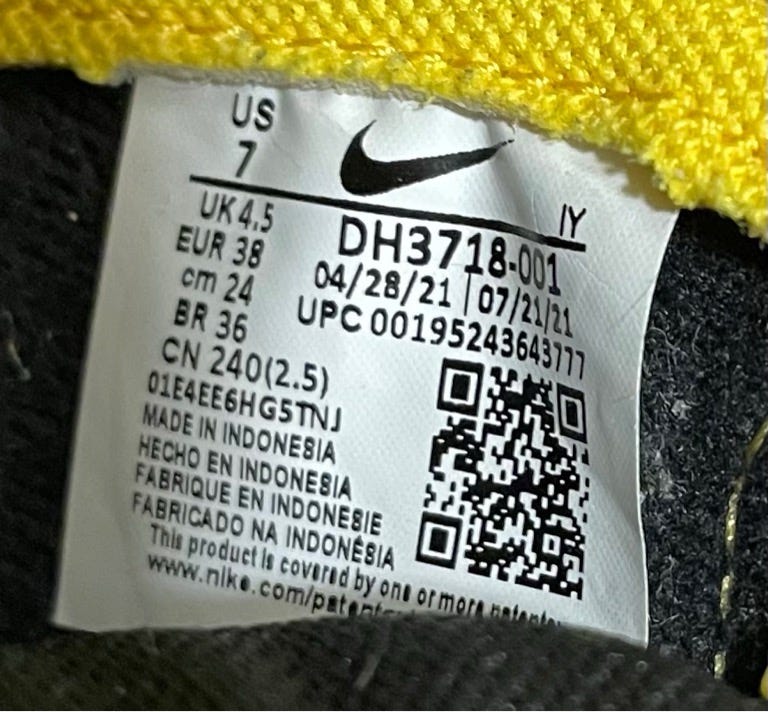 US
7
UK 4.5
EUR 38
cm 24
BR 36
CN 240(2.5)
IY
DH3718-001
04/28/21 | 07/21/21
UPC 00195243643777
01E4EE6HG5TNJ
MADE IN INDONESIA
HECHO EN INDONESIA
FABRIQUE EN INDONESIE
FABRICADO NA INDONÉSIA
This product is covered by one or more patents.
www.nike.com/patents